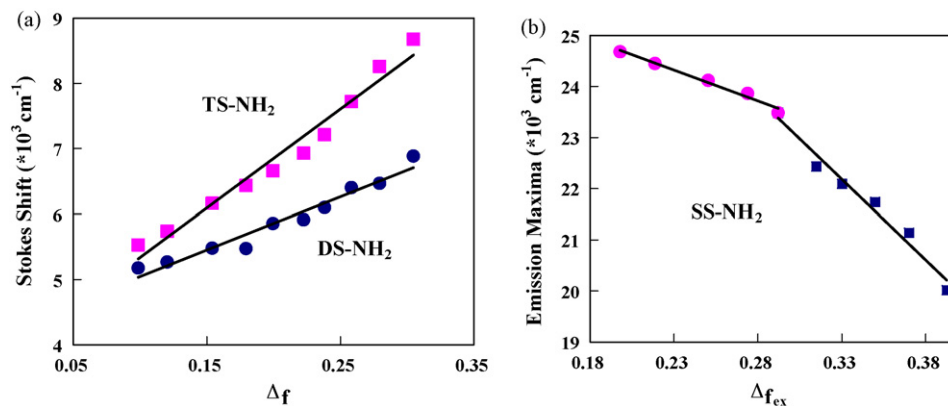 (a)
9
8
7
6
5
4
Stokes Shift (*10³ cm⁻¹)
TS-NH₂
DS-NH₂
0.05
0.15
0.25
0.35
Δf
(b)
25
24
23
22
21
20
19
Emission Maxima (*10³ cm⁻¹)
SS-NH₂
0.18
0.23
0.28
0.33
0.38
Δfₑₓ